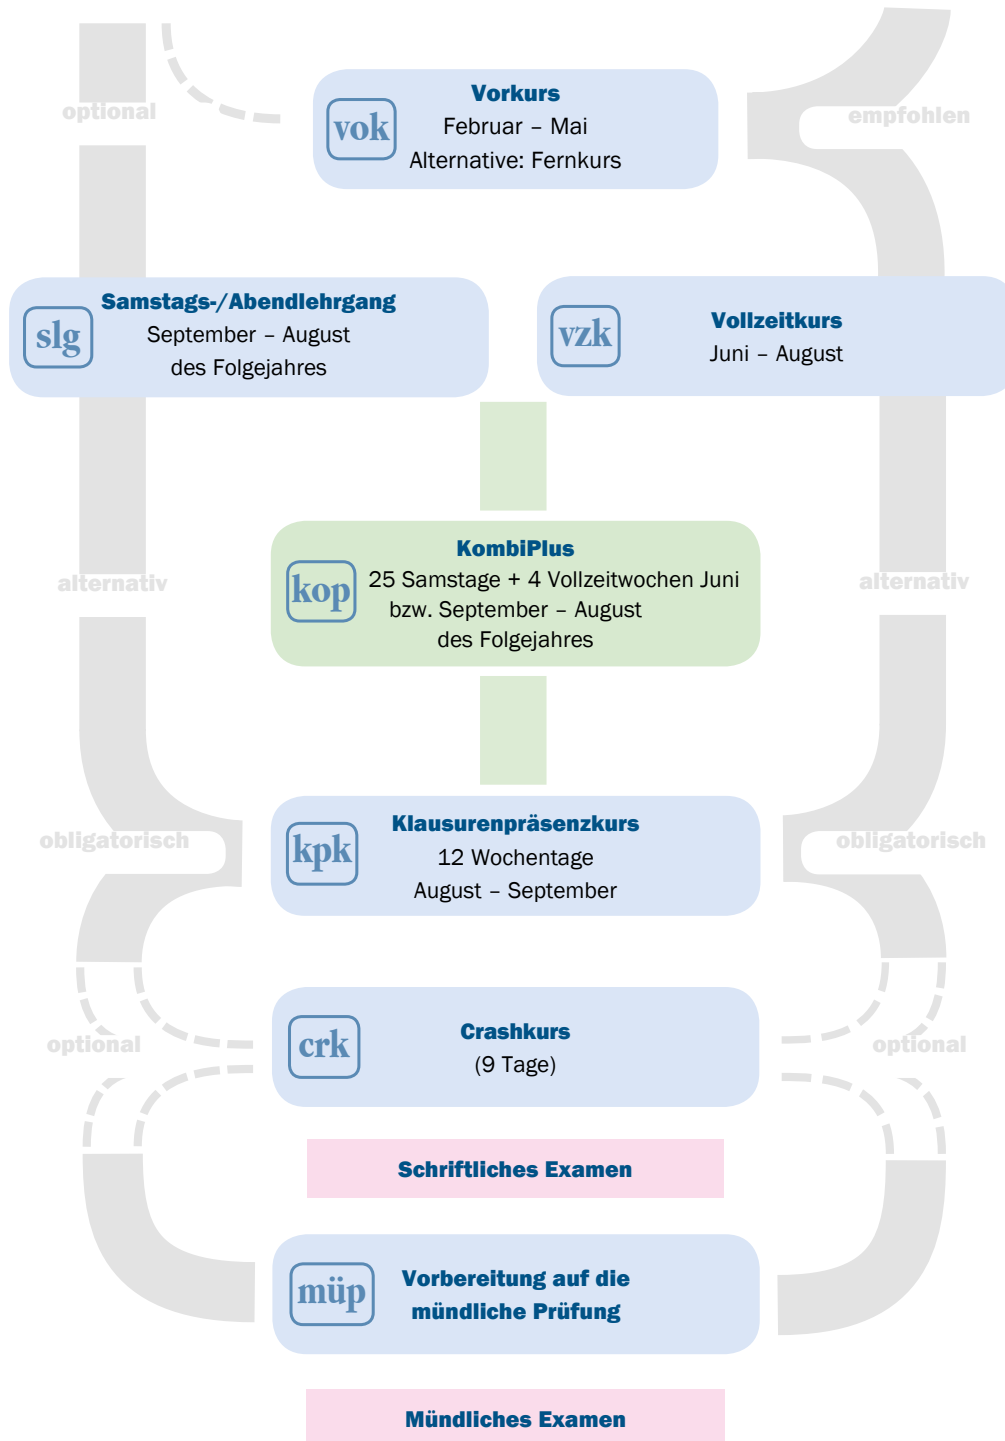 optional
vok
Vorkurs
Februar – Mai
Alternative: Fernkurs
empfohlen
slg
Samstags-/Abendlehrgang
September – August
des Folgejahres
vzk
Vollzeitkurs
Juni – August
alternativ
kop
KombiPlus
25 Samstage + 4 Vollzeitwochen Juni
bzw. September – August
des Folgejahres
alternativ
obligatorisch
kpk
Klausurenpräsenzkurs
12 Wochentage
August – September
obligatorisch
optional
crk
Crashkurs
(9 Tage)
optional
Schriftliches Examen
müp
Vorbereitung auf die
mündliche Prüfung
Mündliches Examen